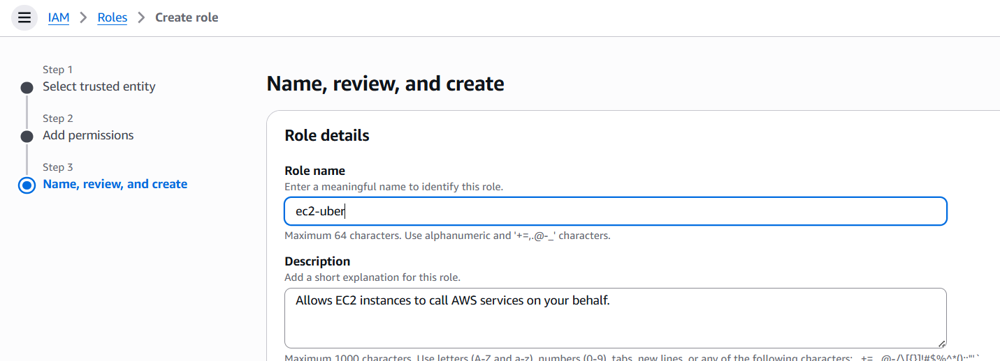 IAM > Roles > Create role
Step 1
Select trusted entity
Step 2
Add permissions
Step 3
Name, review, and create
Name, review, and create
Role details
Role name
Enter a meaningful name to identify this role.
ec2-uber
Maximum 64 characters. Use alphanumeric and '+=,.@-_' characters.
Description
Add a short explanation for this role.
Allows EC2 instances to call AWS services on your behalf.
Maximum 1000 characters. Use letters (A-Z and a-z), numbers (0-9), tabs, new lines, or any of the following characters: